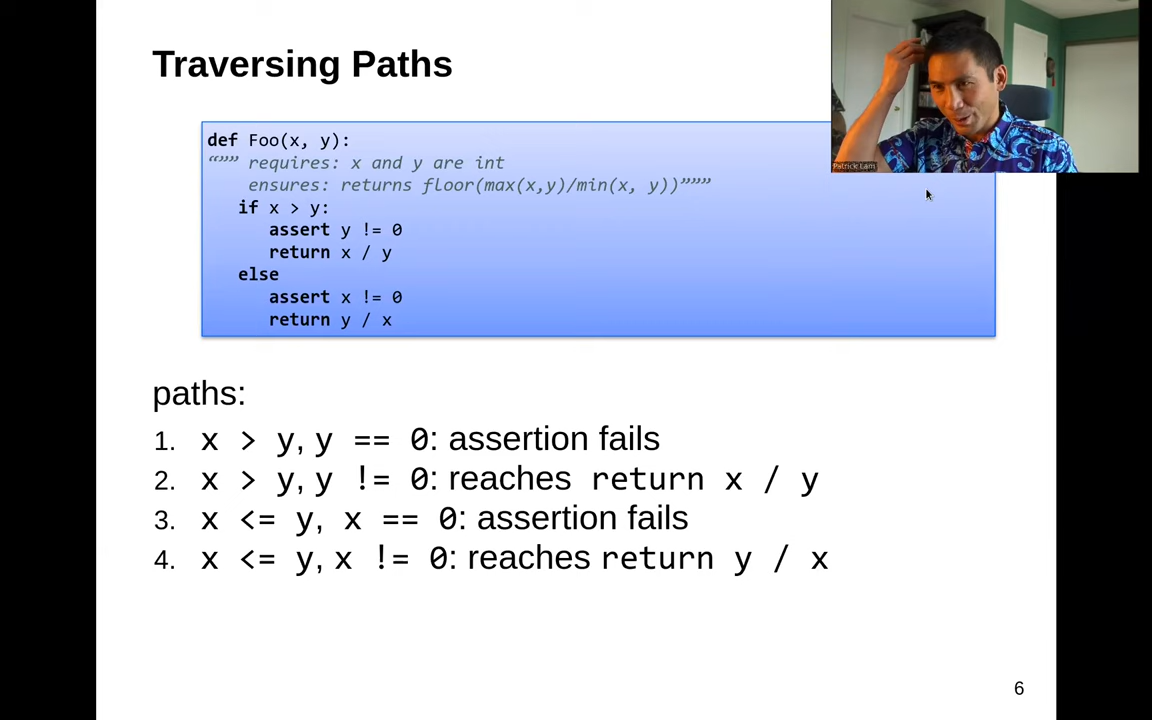 Traversing Paths
Patrick Lam
def Foo(x, y):
“”” requires: x and y are int
ensures: returns floor(max(x,y)/min(x, y))”””
if x > y:
assert y != 0
return x / y
else
assert x != 0
return y / x
paths:
1. x > y, y == 0: assertion fails
2. x > y, y != 0: reaches return x / y
3. x <= y, x == 0: assertion fails
4. x <= y, x != 0: reaches return y / x
6